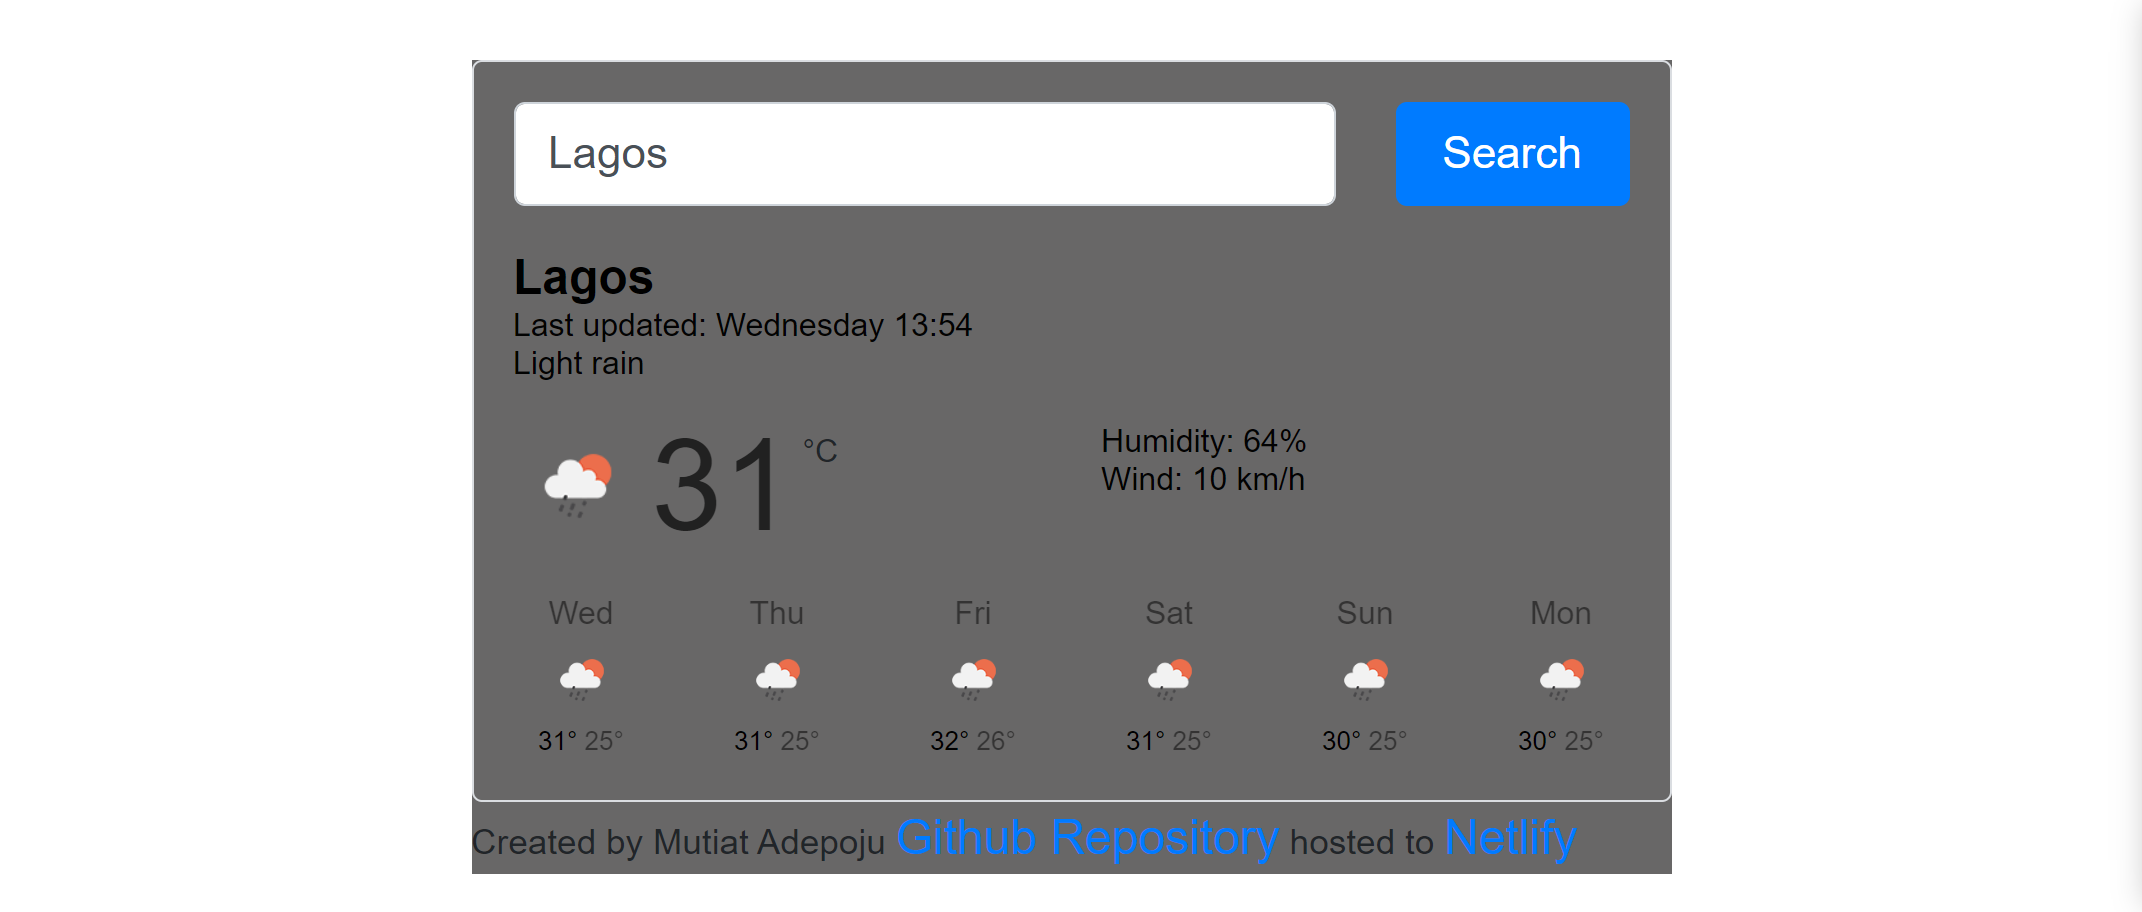 Lagos
Search
Lagos
Last updated: Wednesday 13:54
Light rain
31 °C
Humidity: 64%
Wind: 10 km/h
Wed Thu Fri Sat Sun Mon
31° 25° 31° 25° 32° 26° 31° 25° 30° 25° 30° 25°
Created by Mutiat Adepoju Github Repository hosted to Netlify